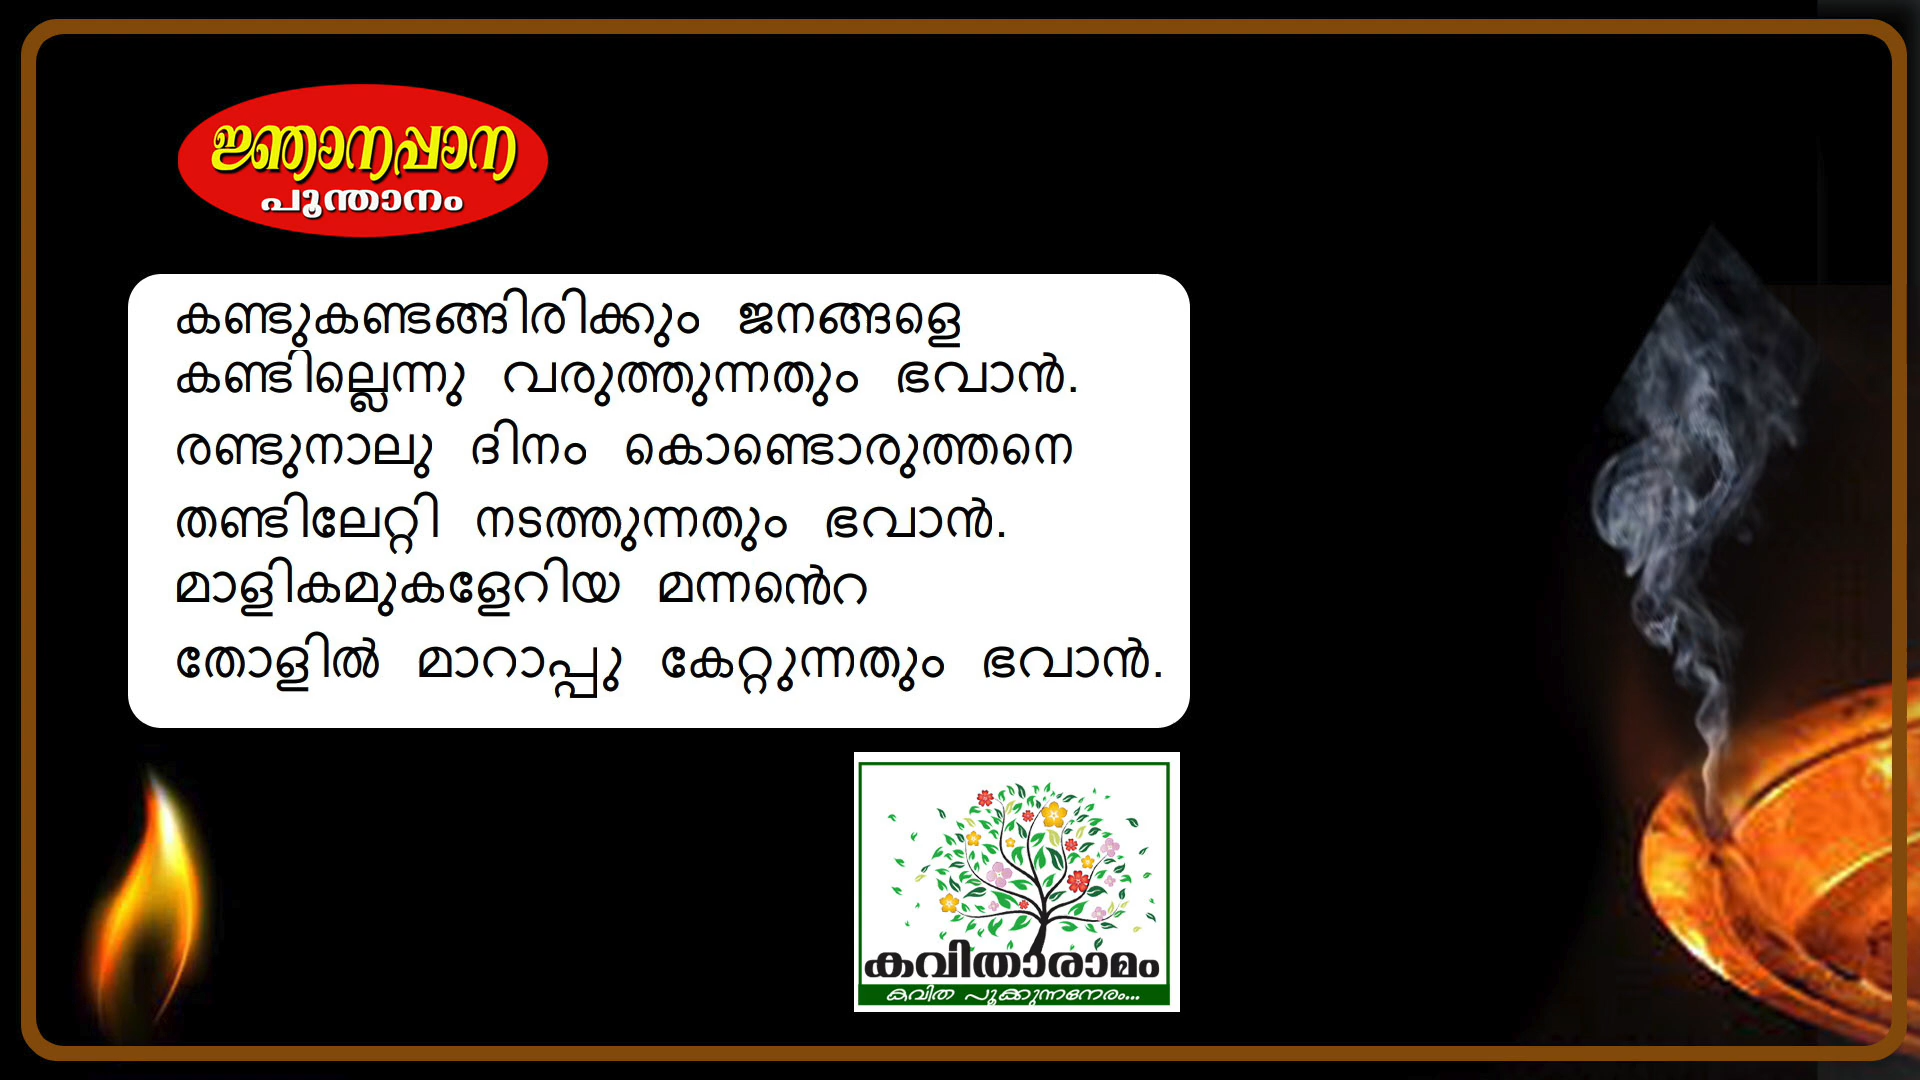 ജ്ഞാനപ്പാന
പൂന്താനം
കണ്ടുകണ്ടങ്ങിരിക്കും ജനങ്ങളെ
കണ്ടില്ലെന്നു വരുത്തുന്നതും ഭവാൻ.
രണ്ടുനാലു ദിനം കൊണ്ടൊരുത്തനെ
തണ്ടിലേറ്റി നടത്തുന്നതും ഭവാൻ.
മാളികമുകളേറിയ മന്നന്റെ
തോളിൽ മാറാപ്പു കേറ്റുന്നതും ഭവാൻ.
കവിതാരാമം
കവിത പൂക്കുന്നനേരം...